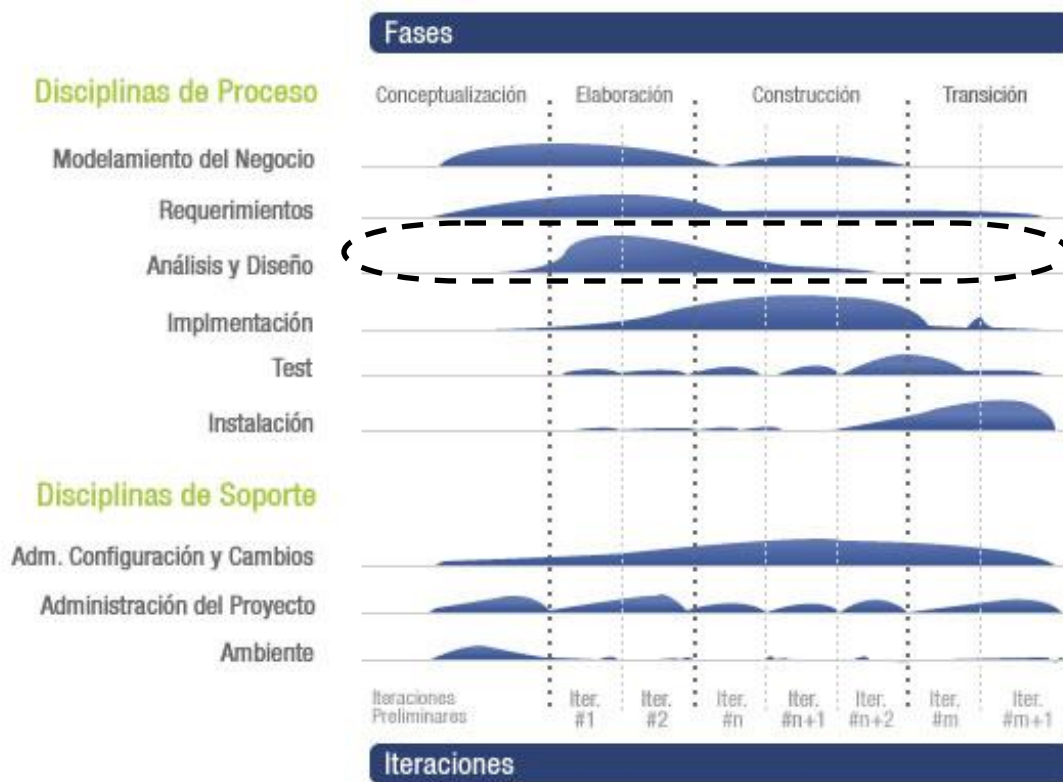 Fases
Disciplinas de Proceso
Conceptualización
Elaboración
Construcción
Transición
Modelamiento del Negocio
Requerimientos
Análisis y Diseño
Implmentación
Test
Instalación
Disciplinas de Soporte
Adm. Configuración y Cambios
Administración del Proyecto
Ambiente
Iteraciones
Preliminares
Iter.
#1
Iter.
#2
Iter.
#n
Iter.
#n+1
Iter.
#n+2
Iter.
#m
Iter.
#m+1
Iteraciones